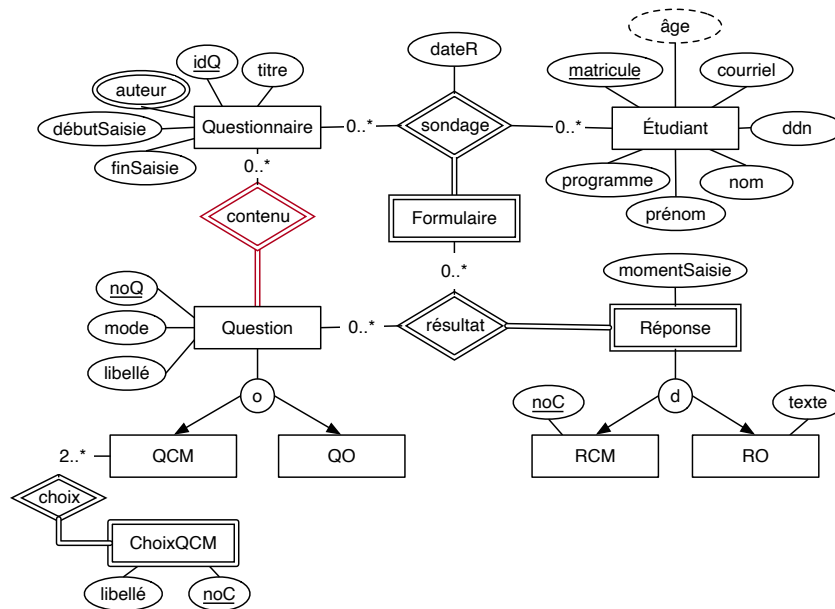 âge
dateR
idQ
titre
matricule
courriel
auteur
débutSaisie
Questionnaire
0..*
sondage
0..*
Étudiant
ddn
finSaisie
0..*
programme
nom
prénom
contenu
Formulaire
0..*
momentSaisie
noQ
mode
Question
0..*
résultat
Réponse
libellé
o
d
noC
texte
2..*
QCM
QO
RCM
RO
choix
ChoixQCM
libellé
noC